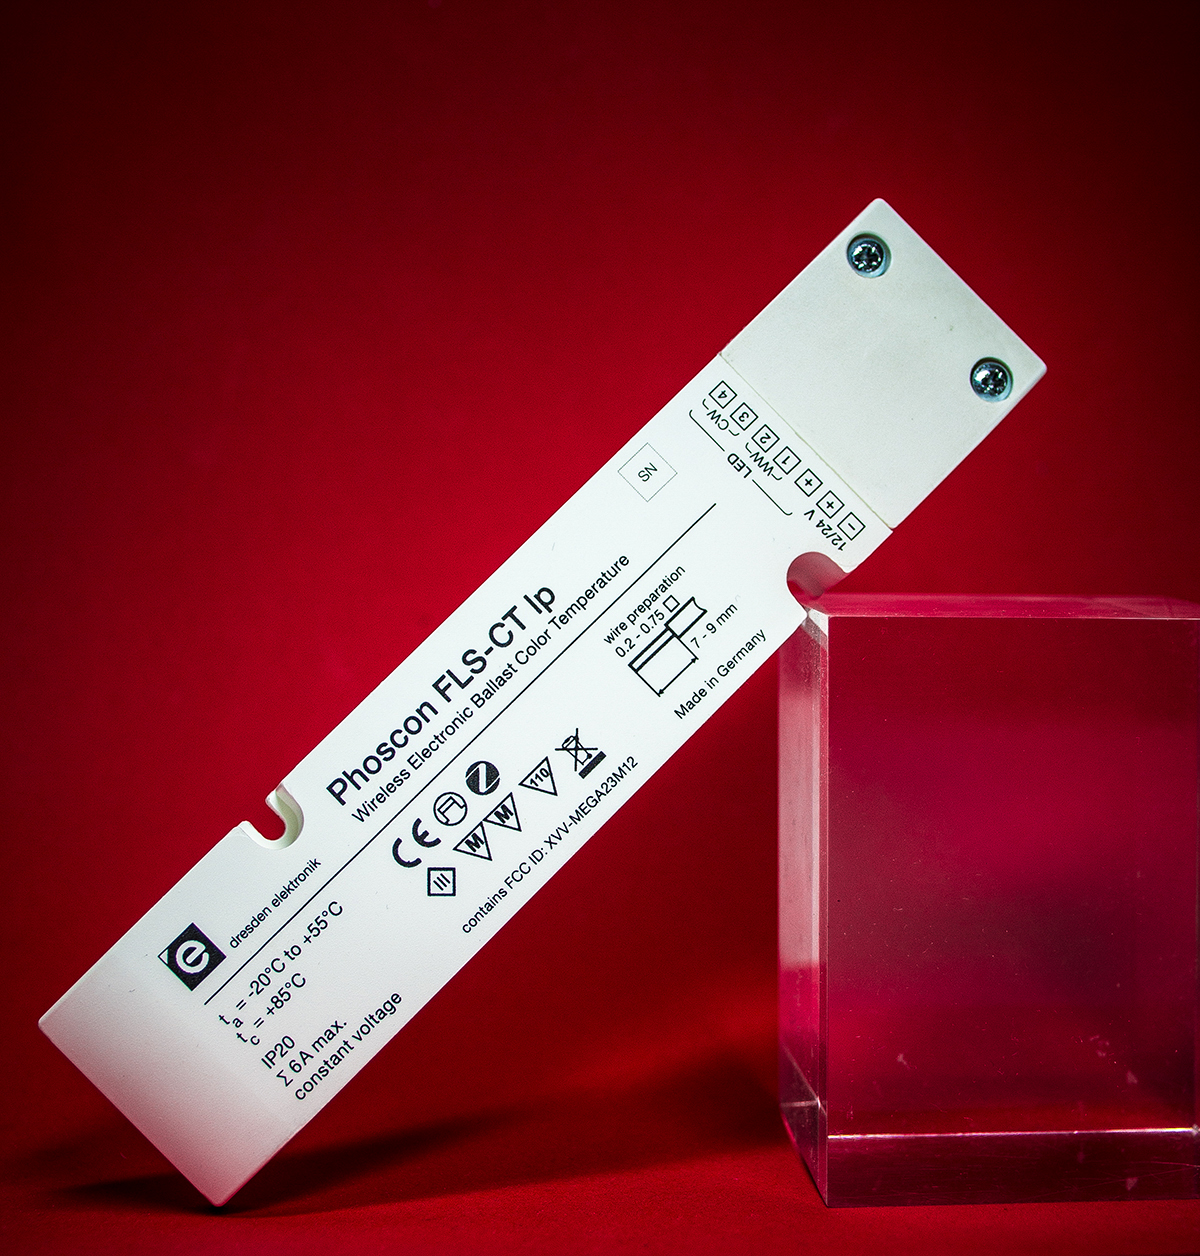 Phoscon FLS-CT lp
Wireless Electronic Ballast Color Temperature
SN
4 3 2 1 + + −
CW WW 12/24 V
LED
e
dresden elektronik
CE
M M 110
contains FCC ID: XVV-MEGA23M12
wire preparation
0.2 - 0.75
7 - 9 mm
Made in Germany
ta = -20°C to +55°C
tc = +85°C
IP20
Σ 6A max.
constant voltage